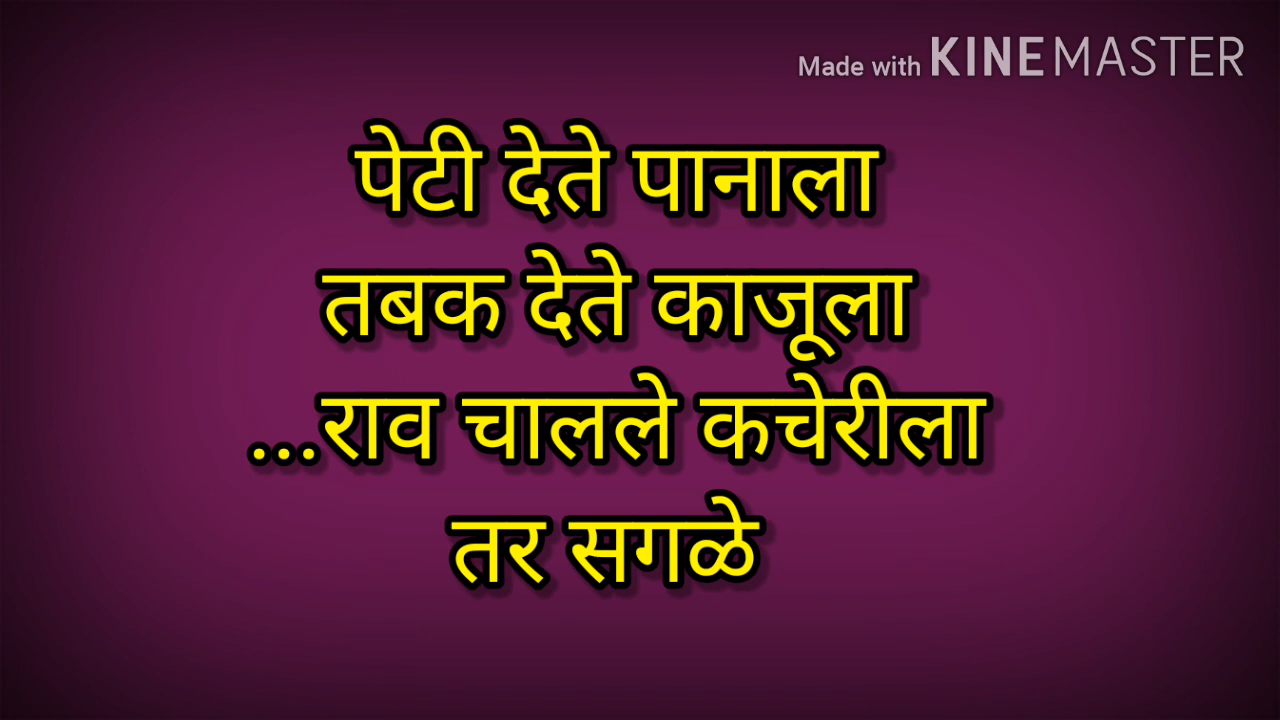 Made with KINEMASTER
पेटी देते पानाला
तबक देते काजूला
...राव चालले कचेरीला
तर सगळे